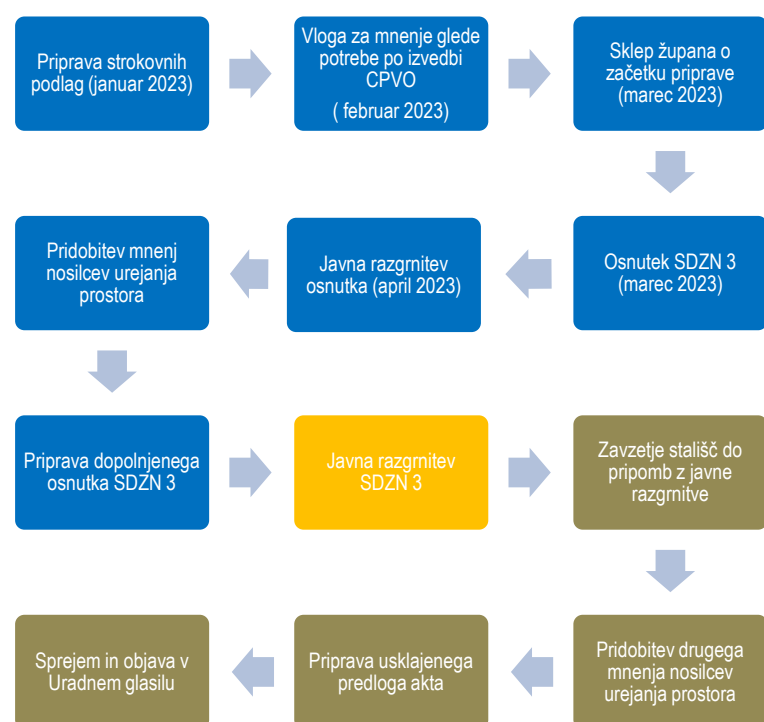 Priprava strokovnih
podlag (januar 2023)
Vloga za mnenje glede
potrebe po izvedbi
CPVO
( februar 2023)
Sklep župana o
začetku priprave
(marec 2023)
Osnutek SDZN 3
(marec 2023)
Javna razgrnitev
osnutka (april 2023)
Pridobitev mnenj
nosilcev urejanja
prostora
Priprava dopolnjenega
osnutka SDZN 3
Javna razgrnitev
SDZN 3
Zavzetje stališč do
pripomb z javne
razgrnitve
Pridobitev drugega
mnenja nosilcev
urejanja prostora
Priprava usklajenega
predloga akta
Sprejem in objava v
Uradnem glasilu